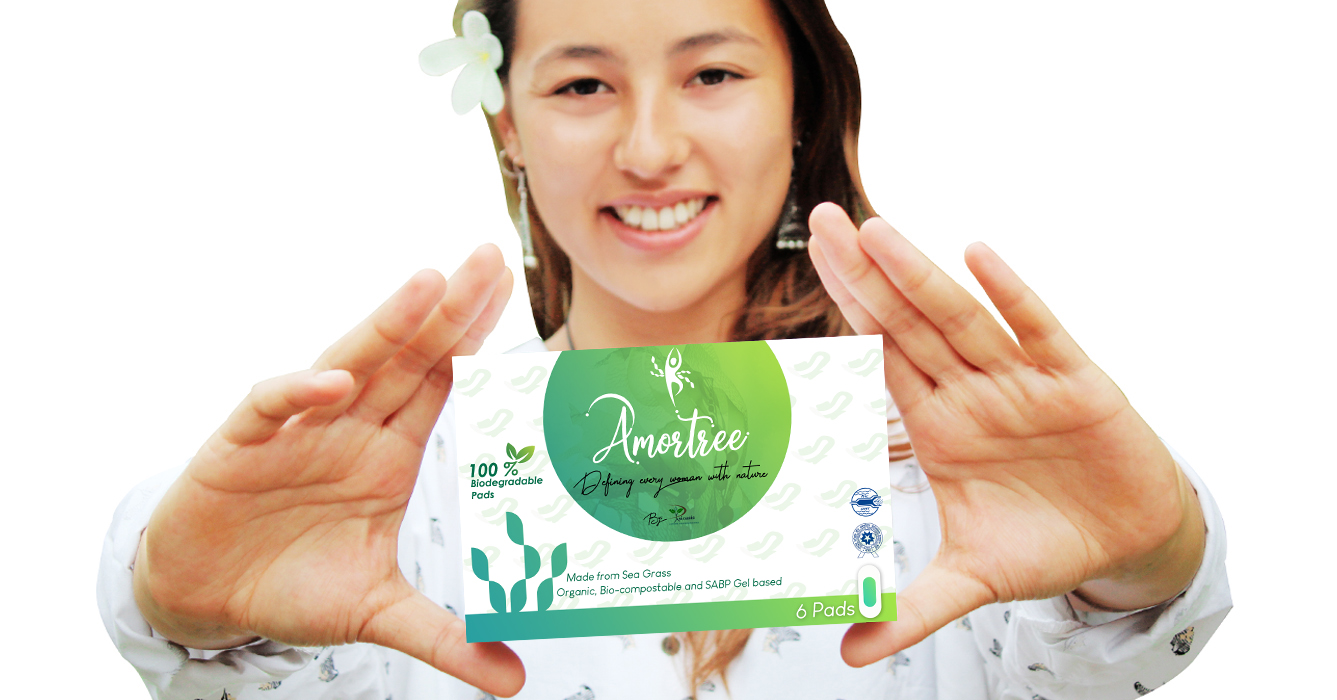 Amortree
Defining every woman with nature
By:
100 %
Biodegradable
Pads
Made from Sea Grass
Organic, Bio-compostable and SABP Gel based
6 Pads